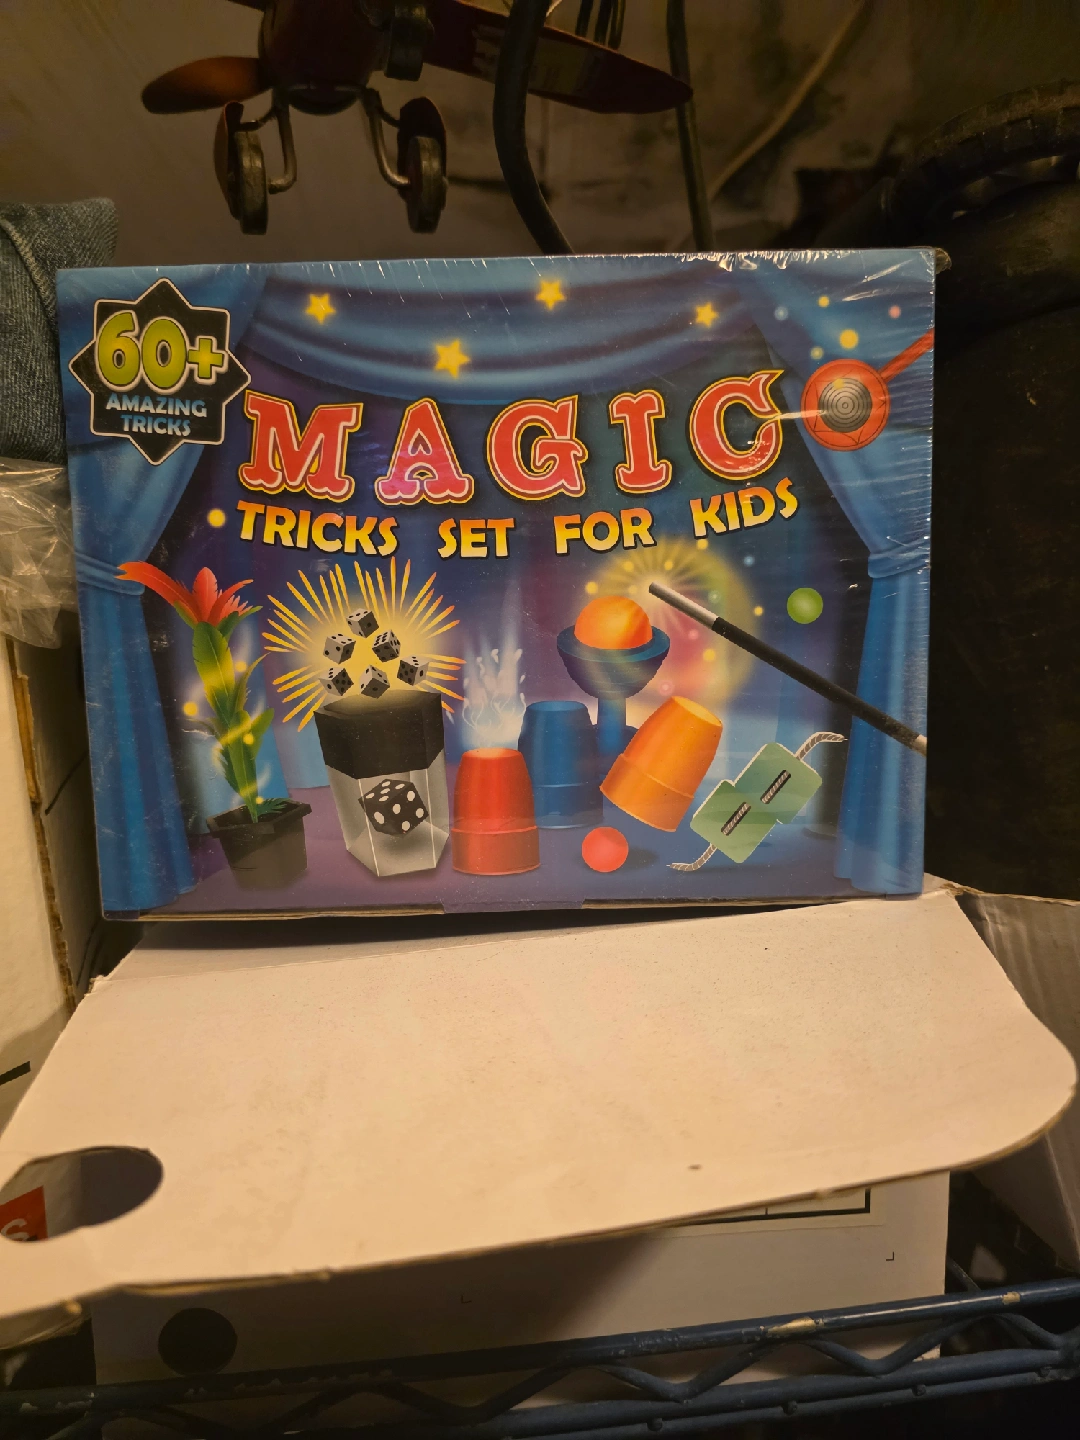 60+
AMAZING
TRICKS
MAGIC
TRICKS SET FOR KIDS